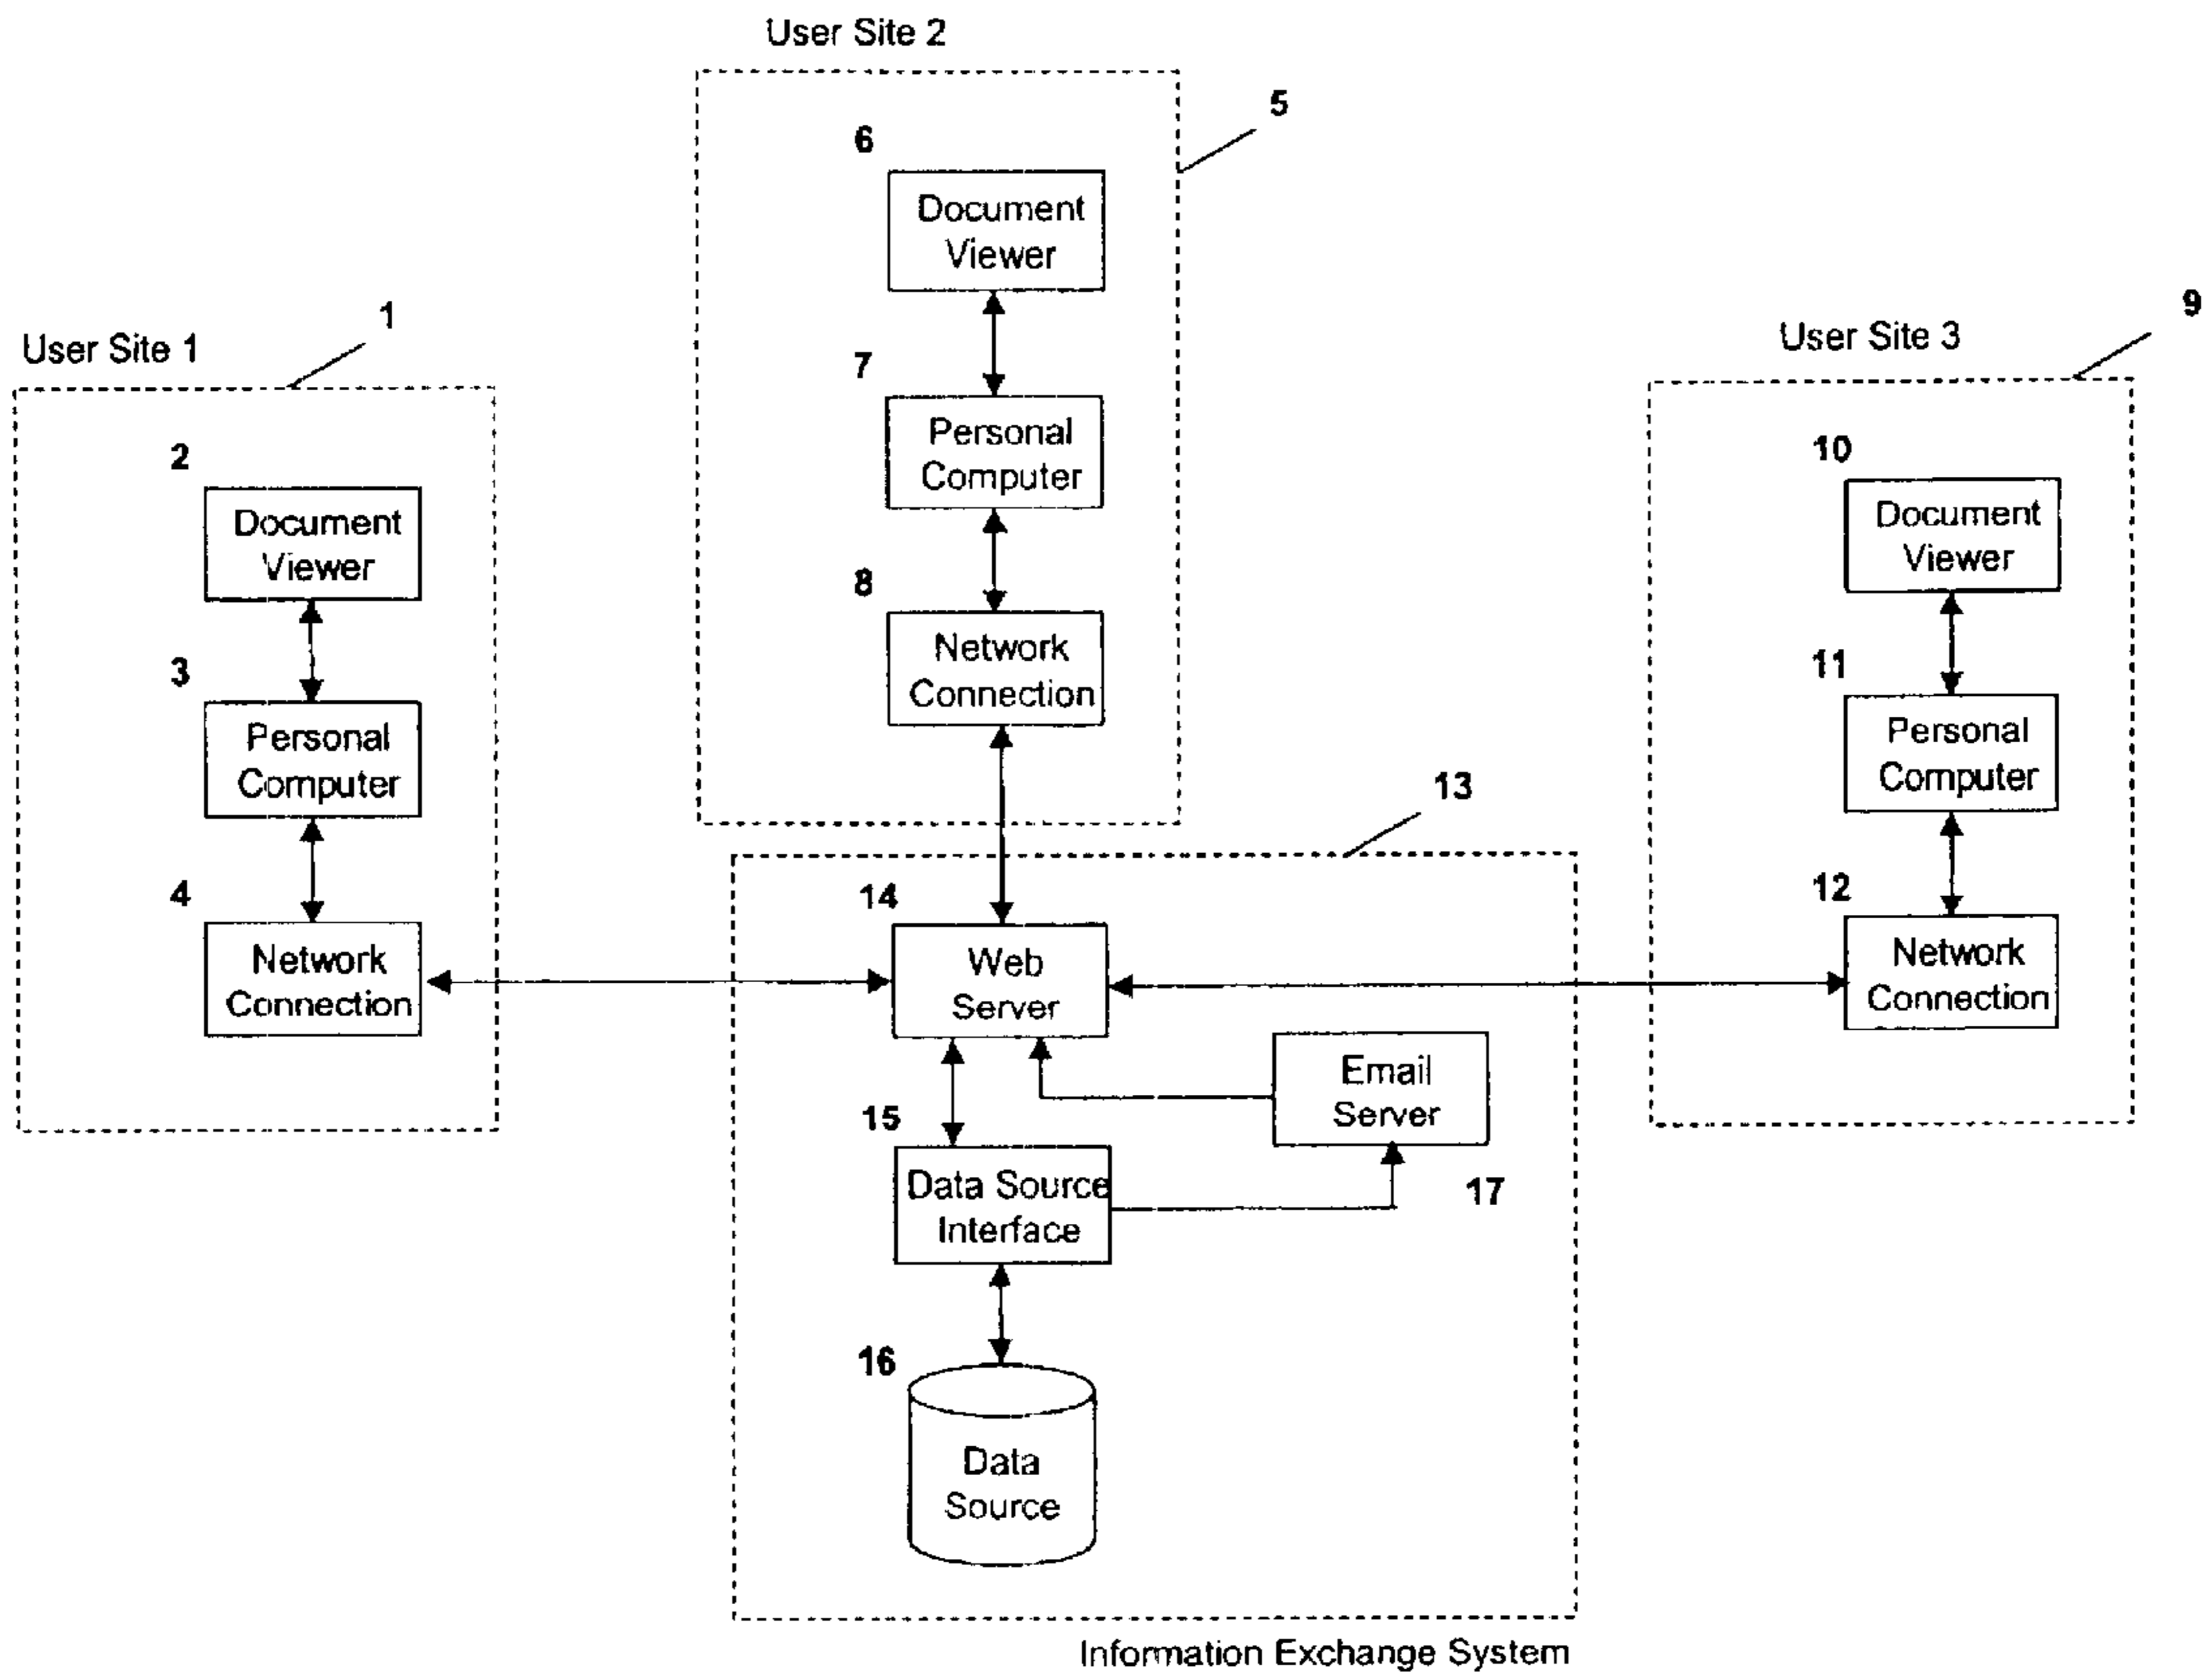 User Site 2
5
6
Document
Viewer
7
Personal
Computer
8
Network
Connection
User Site 1
1
2
Document
Viewer
3
Personal
Computer
4
Network
Connection
User Site 3
9
10
Document
Viewer
11
Personal
Computer
12
Network
Connection
13
14
Web
Server
Email
Server
17
15
Data Source
Interface
16
Data
Source
Information Exchange System